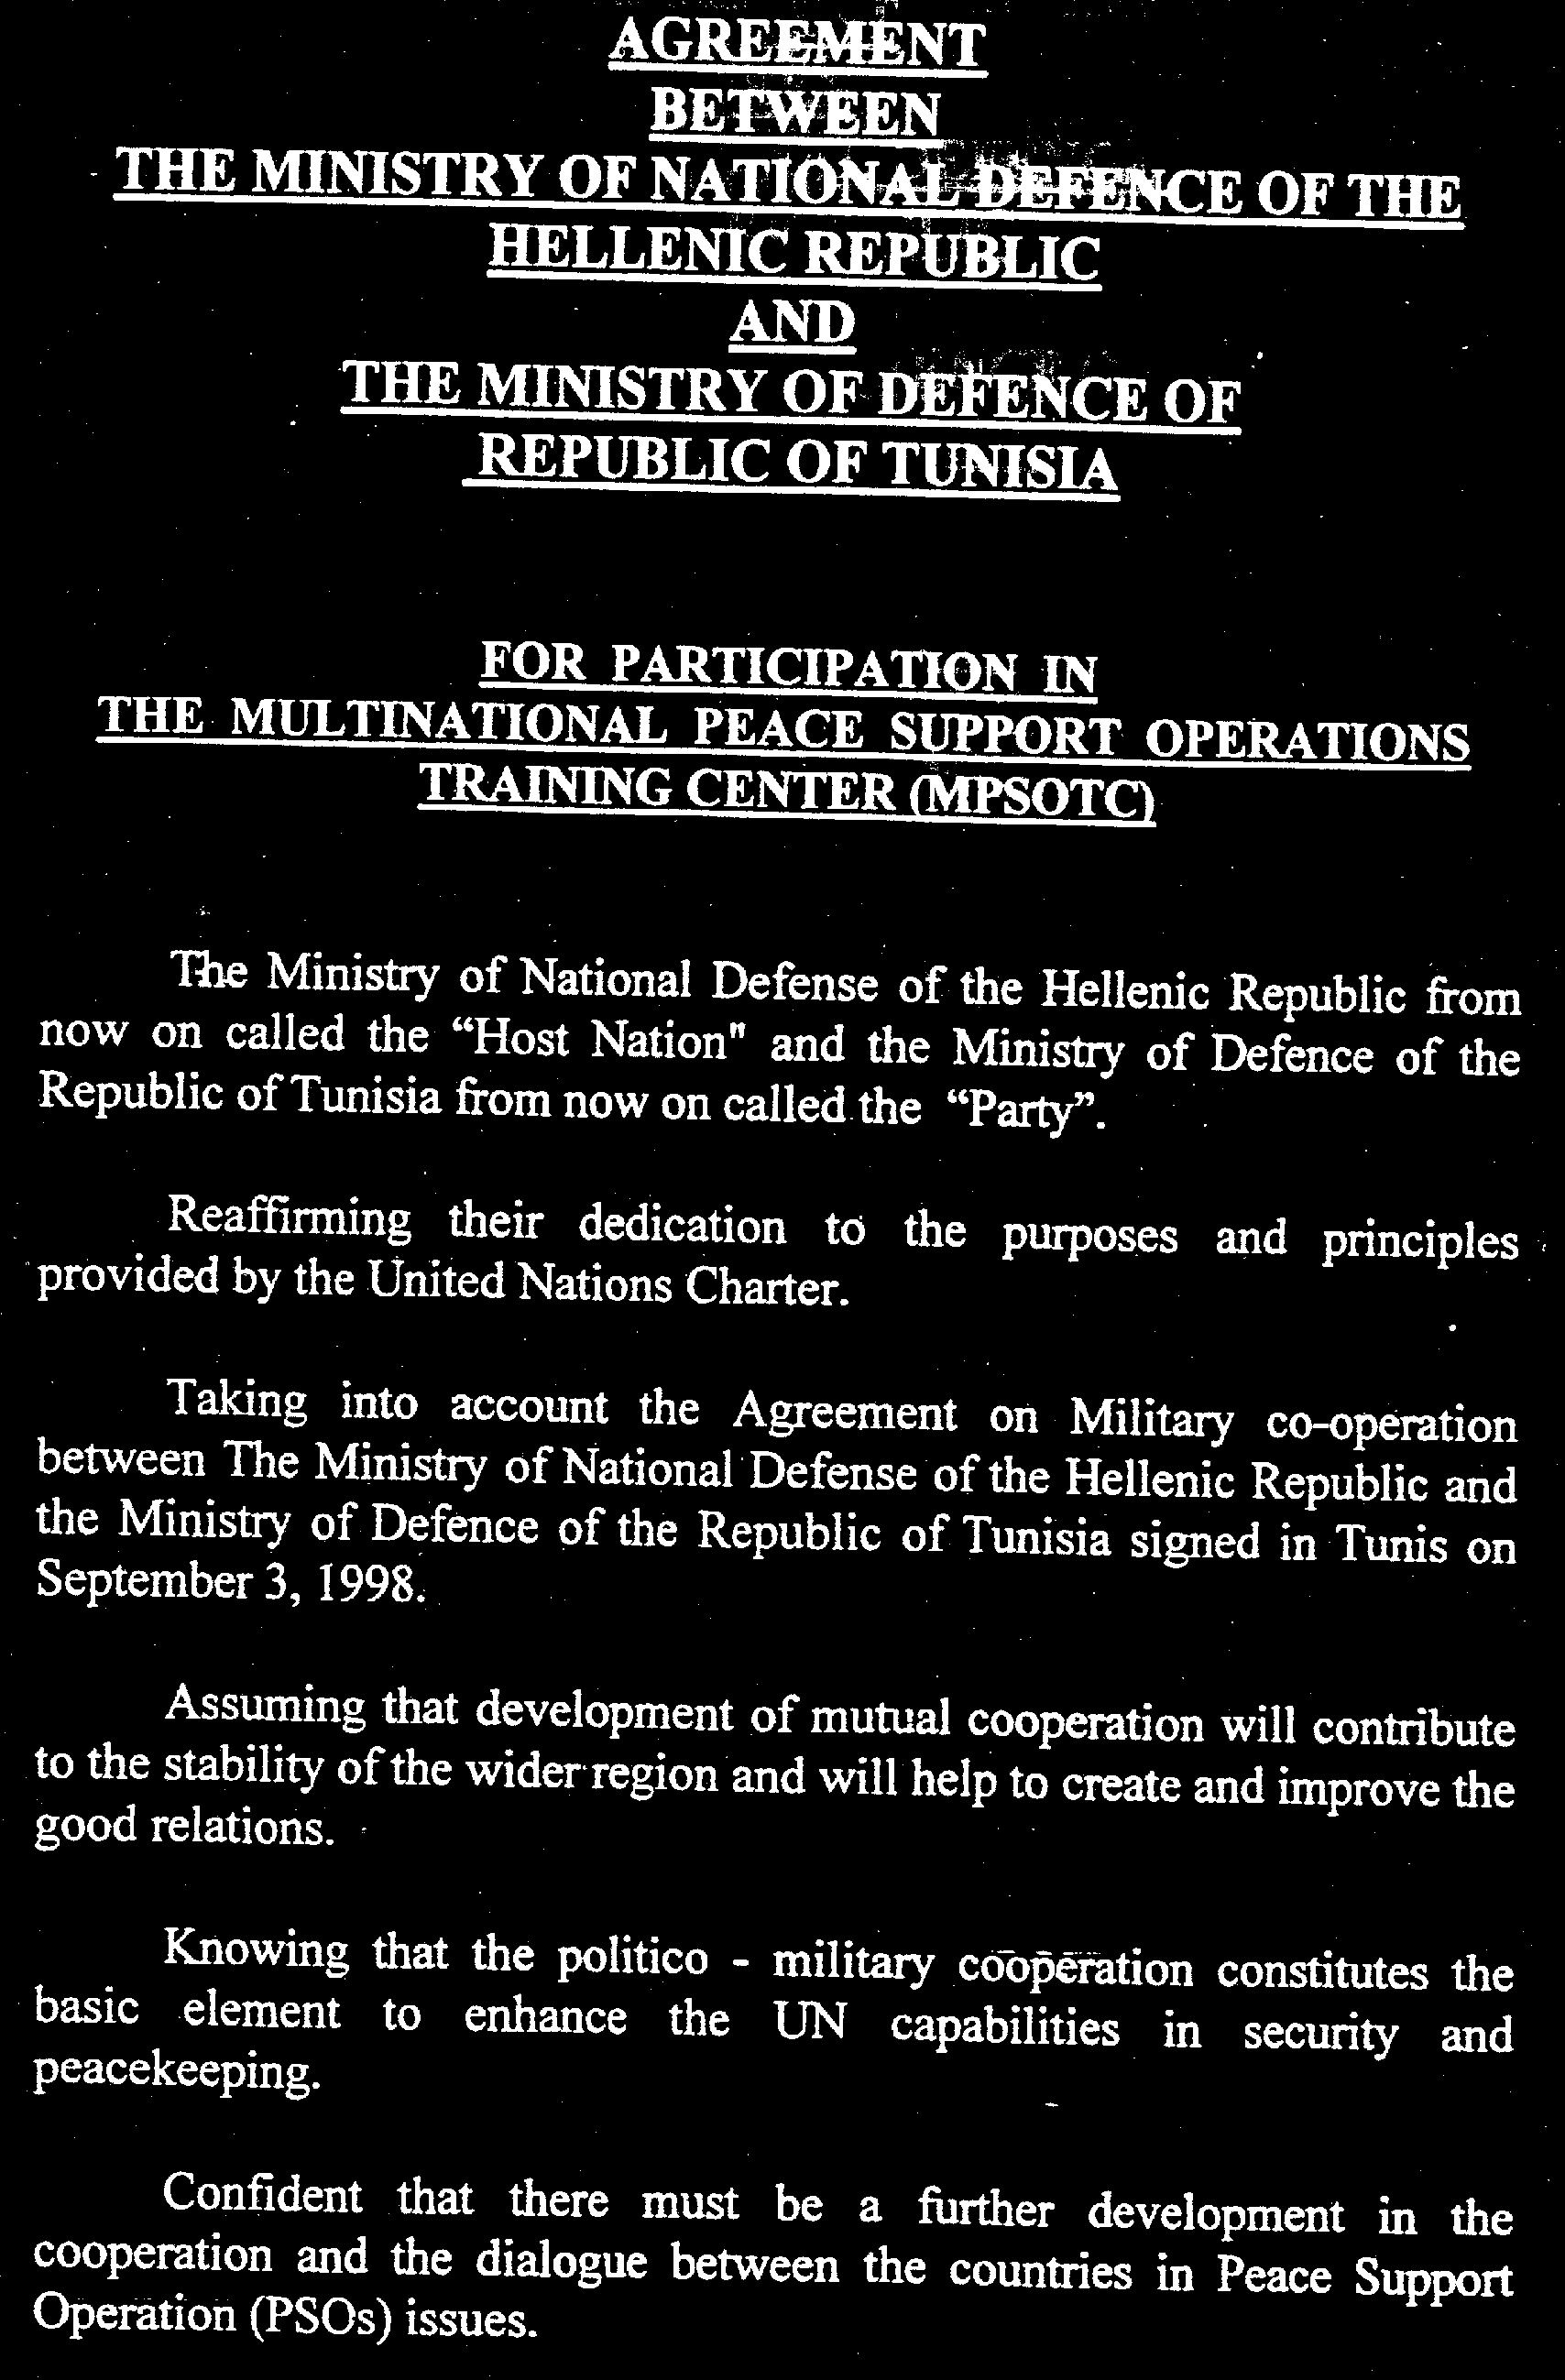 AGREEMENT
BETWEEN
THE MINISTRY OF NATIONAL DEFENCE OF THE
HELLENIC REPUBLIC
AND
THE MINISTRY OF DEFENCE OF
REPUBLIC OF TUNISIA
FOR PARTICIPATION IN
THE MULTINATIONAL PEACE SUPPORT OPERATIONS
TRAINING CENTER (MPSOTC)
The Ministry of National Defense of the Hellenic Republic from
now on called the “Host Nation" and the Ministry of Defence of the
Republic of Tunisia from now on called the “Party”.
Reaffirming their dedication to the purposes and principles
provided by the United Nations Charter.
Taking into account the Agreement on Military co-operation
between The Ministry of National Defense of the Hellenic Republic and
the Ministry of Defence of the Republic of Tunisia signed in Tunis on
September 3, 1998.
Assuming that development of mutual cooperation will contribute
to the stability of the wider region and will help to create and improve the
good relations.
Knowing that the politico - military cooperation constitutes the
basic element to enhance the UN capabilities in security and
peacekeeping.
Confident that there must be a further development in the
cooperation and the dialogue between the countries in Peace Support
Operation (PSOs) issues.